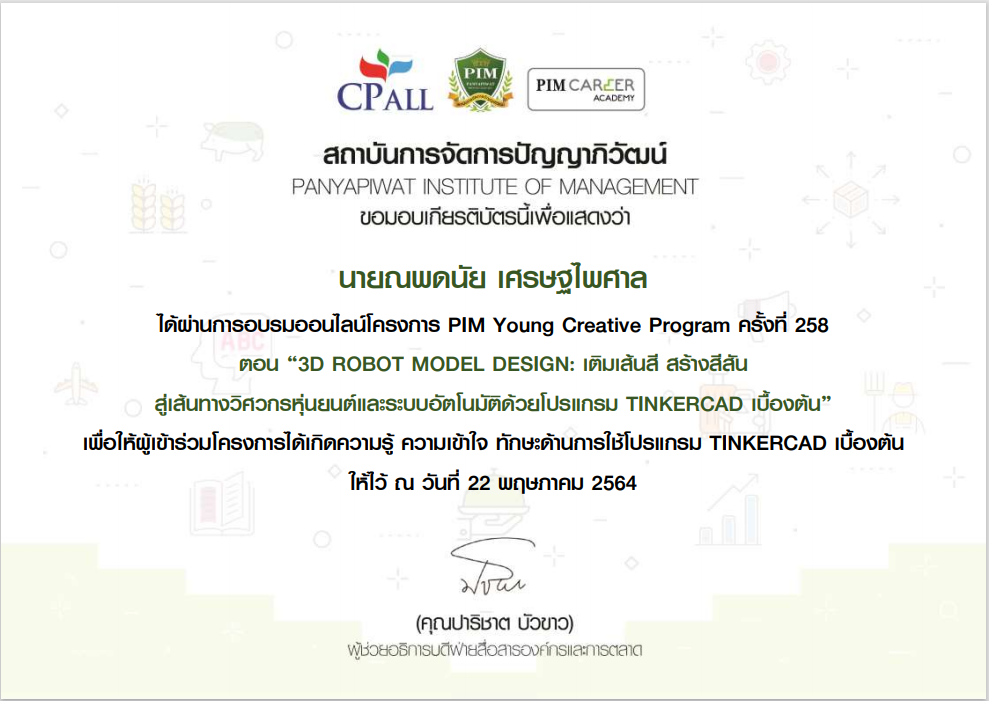 CPALL
PIM
PANYAPIWAT
PIM CAREER
ACADEMY
สถาบันการจัดการปัญญาภิวัฒน์
PANYAPIWAT INSTITUTE OF MANAGEMENT
ขอมอบเกียรติบัตรนี้เพื่อแสดงว่า
นายณพดนัย เศรษฐไพศาล
ได้ผ่านการอบรมออนไลน์โครงการ PIM Young Creative Program ครั้งที่ 258
ABC
ตอน “3D ROBOT MODEL DESIGN: เติมเส้นสี สร้างสีสัน
สู่เส้นทางวิศวกรหุ่นยนต์และระบบอัตโนมัติด้วยโปรแกรม TINKERCAD เบื้องต้น”
เพื่อให้ผู้เข้าร่วมโครงการได้เกิดความรู้ ความเข้าใจ ทักษะด้านการใช้โปรแกรม TINKERCAD เบื้องต้น
ให้ไว้ ณ วันที่ 22 พฤษภาคม 2564
(คุณปาริชาต บัวขาว)
ผู้ช่วยอธิการบดีฝ่ายสื่อสารองค์กรและการตลาด